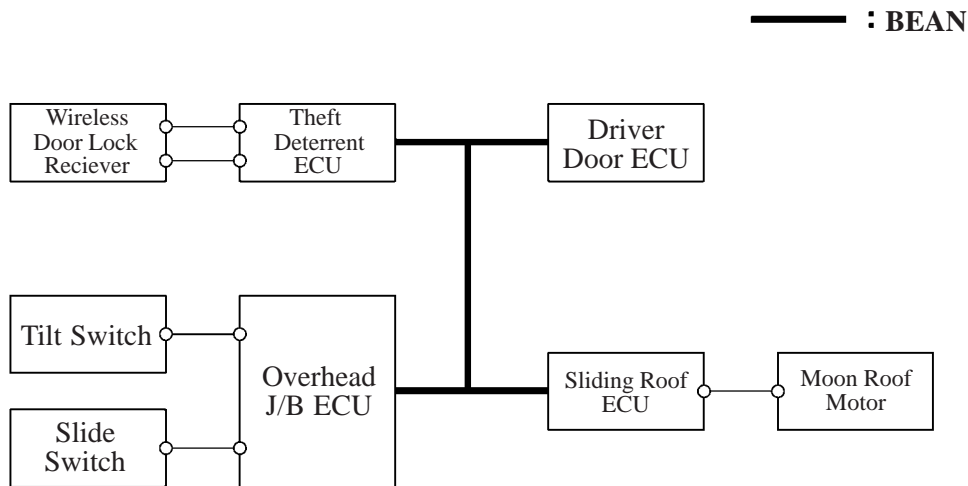 : BEAN
Wireless
Door Lock
Reciever
Theft
Deterrent
ECU
Driver
Door ECU
Tilt Switch
Overhead
J/B ECU
Slide
Switch
Sliding Roof
ECU
Moon Roof
Motor